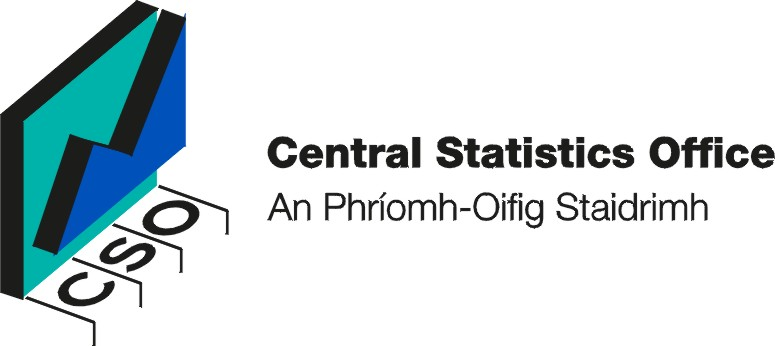 CSO
Central Statistics Office
An Phríomh-Oifig Staidrimh